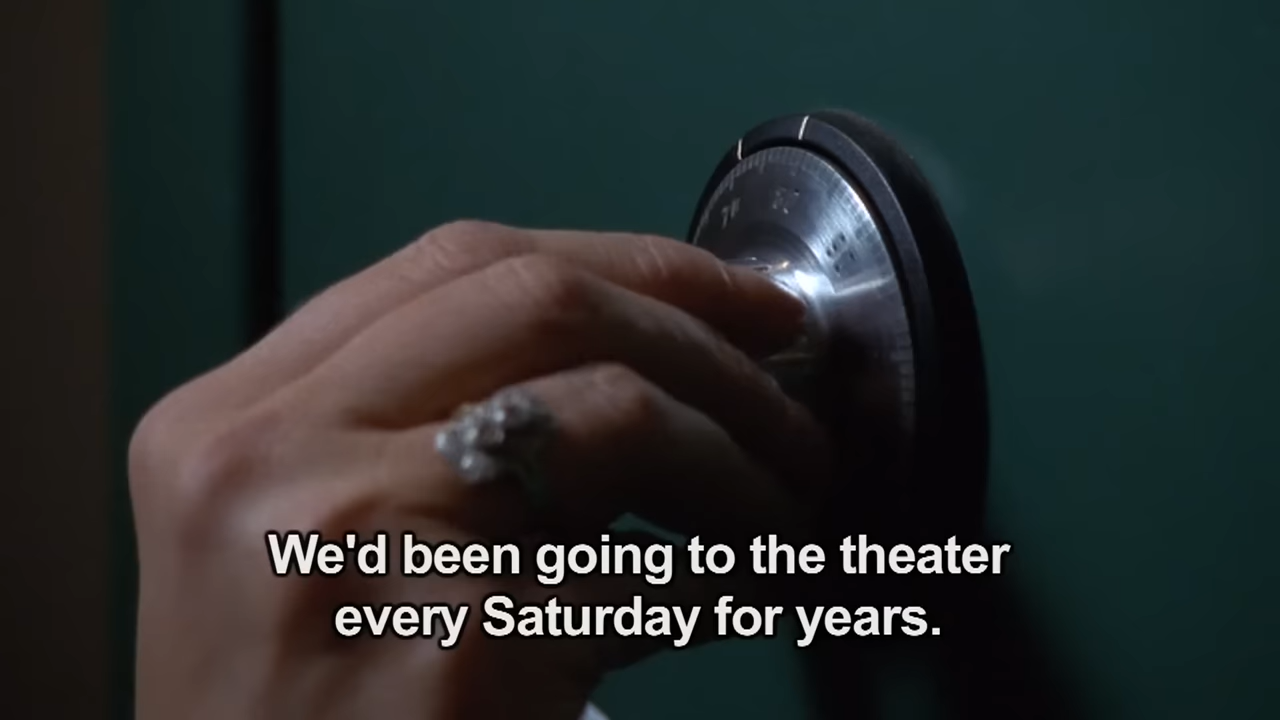 We'd been going to the theater
every Saturday for years.